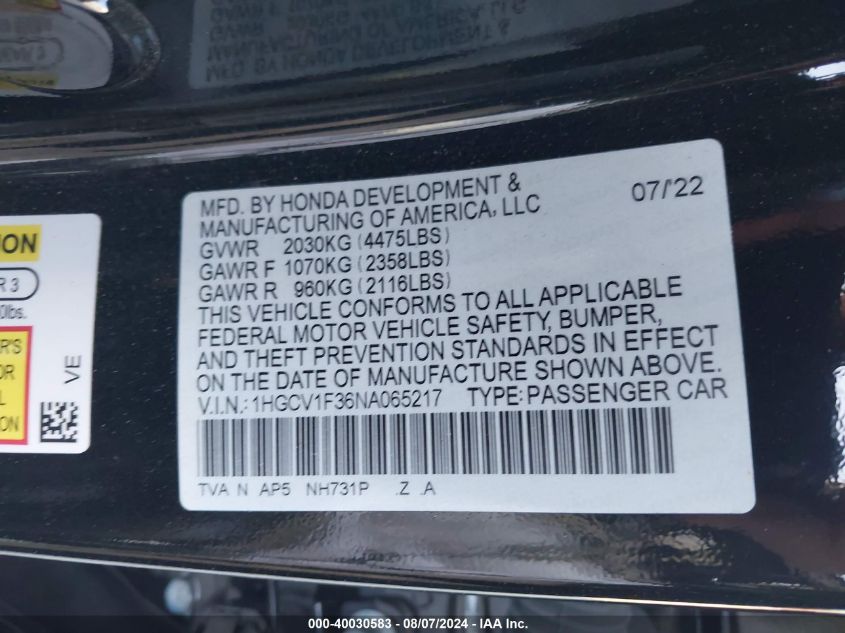 MFD. BY HONDA DEVELOPMENT &
MANUFACTURING OF AMERICA, LLC
07/'22
GVWR 2030KG (4475LBS)
GAWR F 1070KG (2358LBS)
GAWR R 960KG (2116LBS)
THIS VEHICLE CONFORMS TO ALL APPLICABLE
FEDERAL MOTOR VEHICLE SAFETY, BUMPER,
AND THEFT PREVENTION STANDARDS IN EFFECT
ON THE DATE OF MANUFACTURE SHOWN ABOVE.
V.I.N.: 1HGCV1F36NA065217 TYPE: PASSENGER CAR
TVA N AP5 NH731P .Z .A
R 3
VE
000-40030583 - 08/07/2024 - IAA Inc.